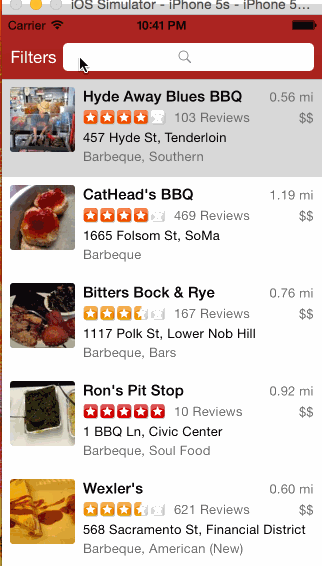 iOS Simulator - iPhone 5s - iPhone 5...
Carrier 10:41 PM
Filters
Hyde Away Blues BBQ 0.56 mi
103 Reviews $$
457 Hyde St, Tenderloin
Barbeque, Southern
CatHead's BBQ 1.19 mi
469 Reviews $$
1665 Folsom St, SoMa
Barbeque
Bitters Bock & Rye 0.76 mi
167 Reviews $$
1117 Polk St, Lower Nob Hill
Barbeque, Bars
Ron's Pit Stop 0.92 mi
10 Reviews $$
1 BBQ Ln, Civic Center
Barbeque, Soul Food
Wexler's 0.60 mi
621 Reviews $$
568 Sacramento St, Financial District
Barbeque, American (New)